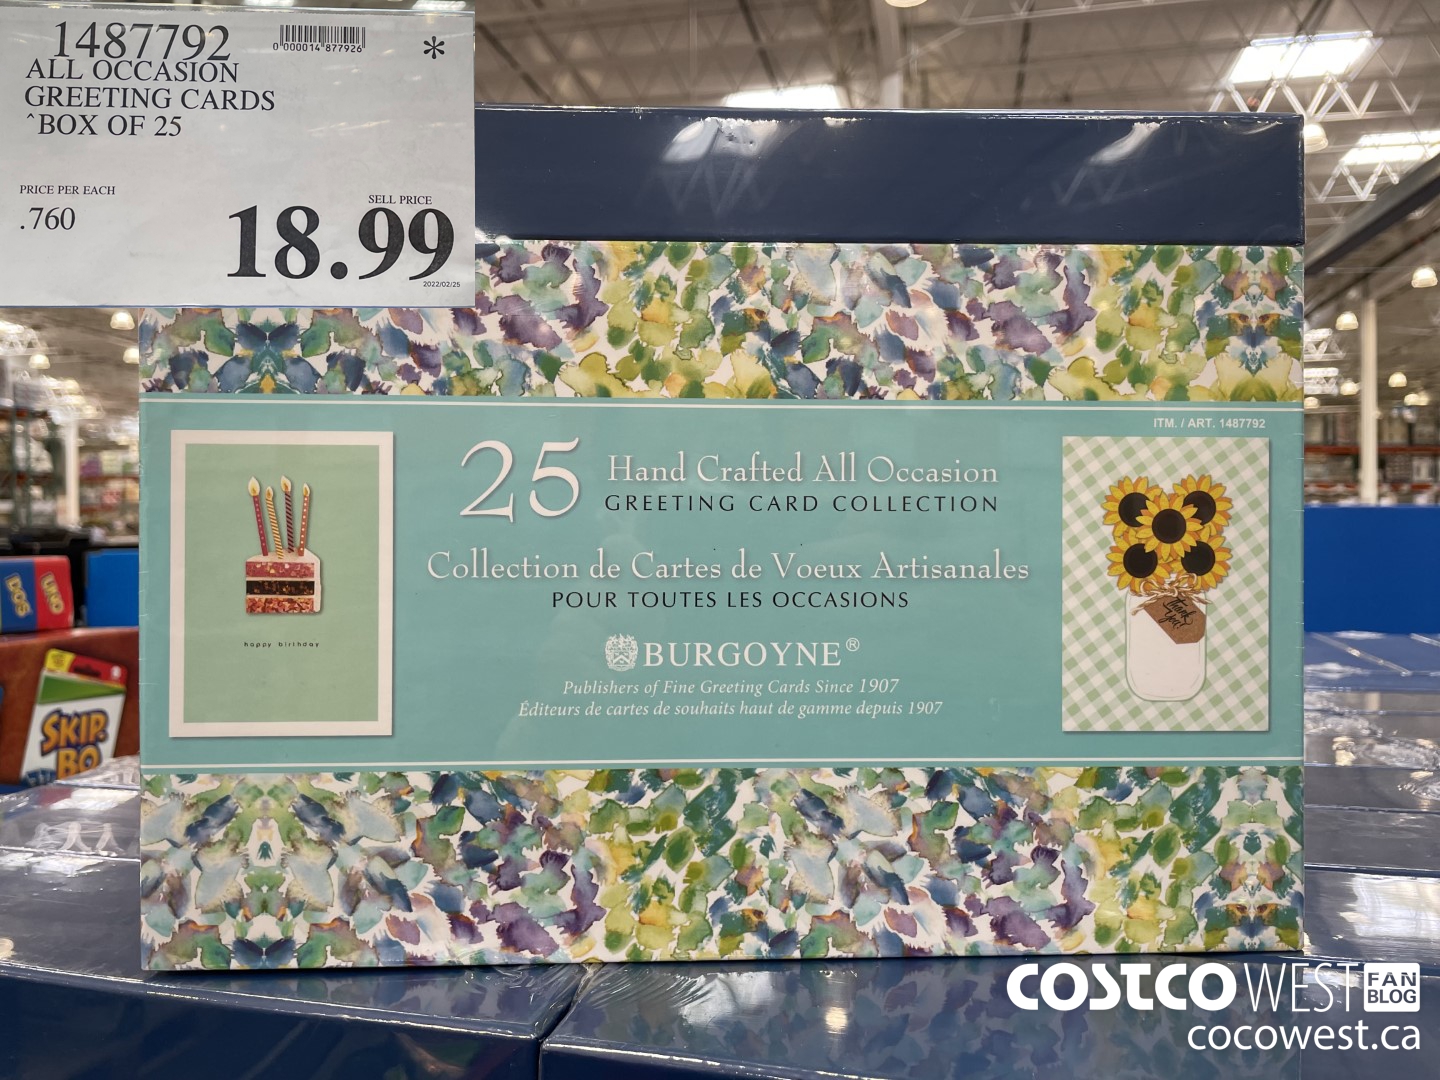 1487792
0"000014"877926"
*
ALL OCCASION
GREETING CARDS
^BOX OF 25
PRICE PER EACH
.760
SELL PRICE
18.99
2022/02/25
ITM. / ART. 1487792
25 Hand Crafted All Occasion
GREETING CARD COLLECTION
Collection de Cartes de Voeux Artisanales
POUR TOUTES LES OCCASIONS
BURGOYNE®
Publishers of Fine Greeting Cards Since 1907
Éditeurs de cartes de souhaits haut de gamme depuis 1907
happy birthday
Thank
You!
DOS
UNO
SKIP-
BO
COSTCO WEST FAN
BLOG
cocowest.ca